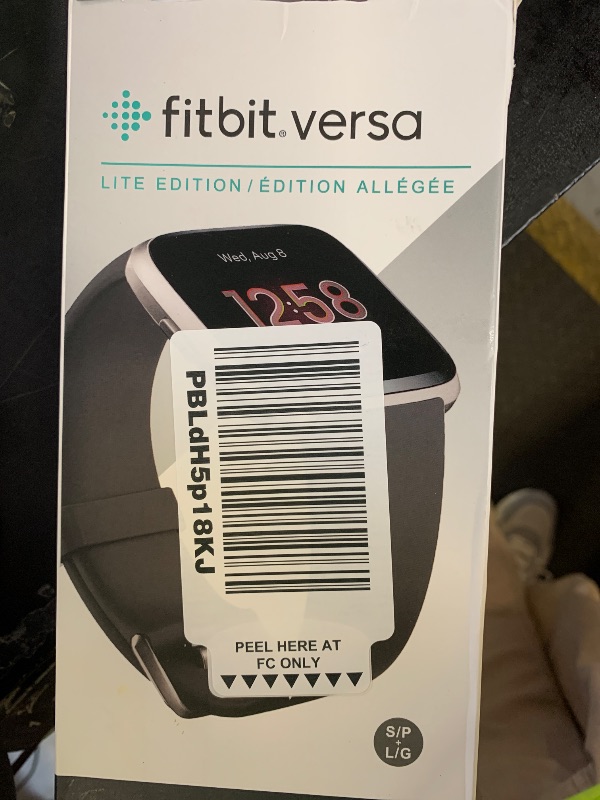 fitbit versa
LITE EDITION / ÉDITION ALLÉGÉE
Wed, Aug 8
12:58
PBLdH5p18KJ
PEEL HERE AT
FC ONLY
S/P
+
L/G